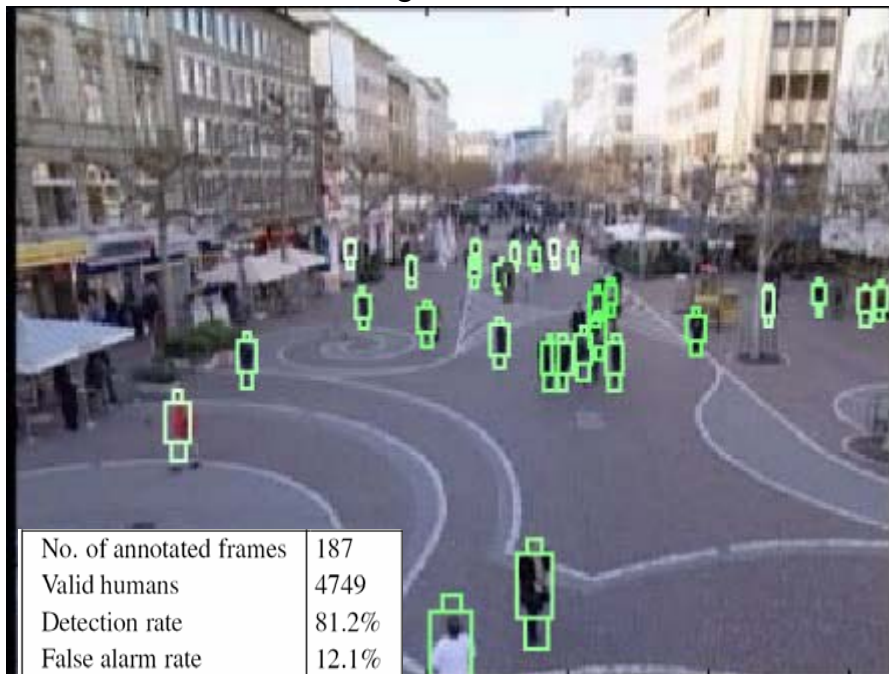 No. of annotated frames 187
Valid humans 4749
Detection rate 81.2%
False alarm rate 12.1%